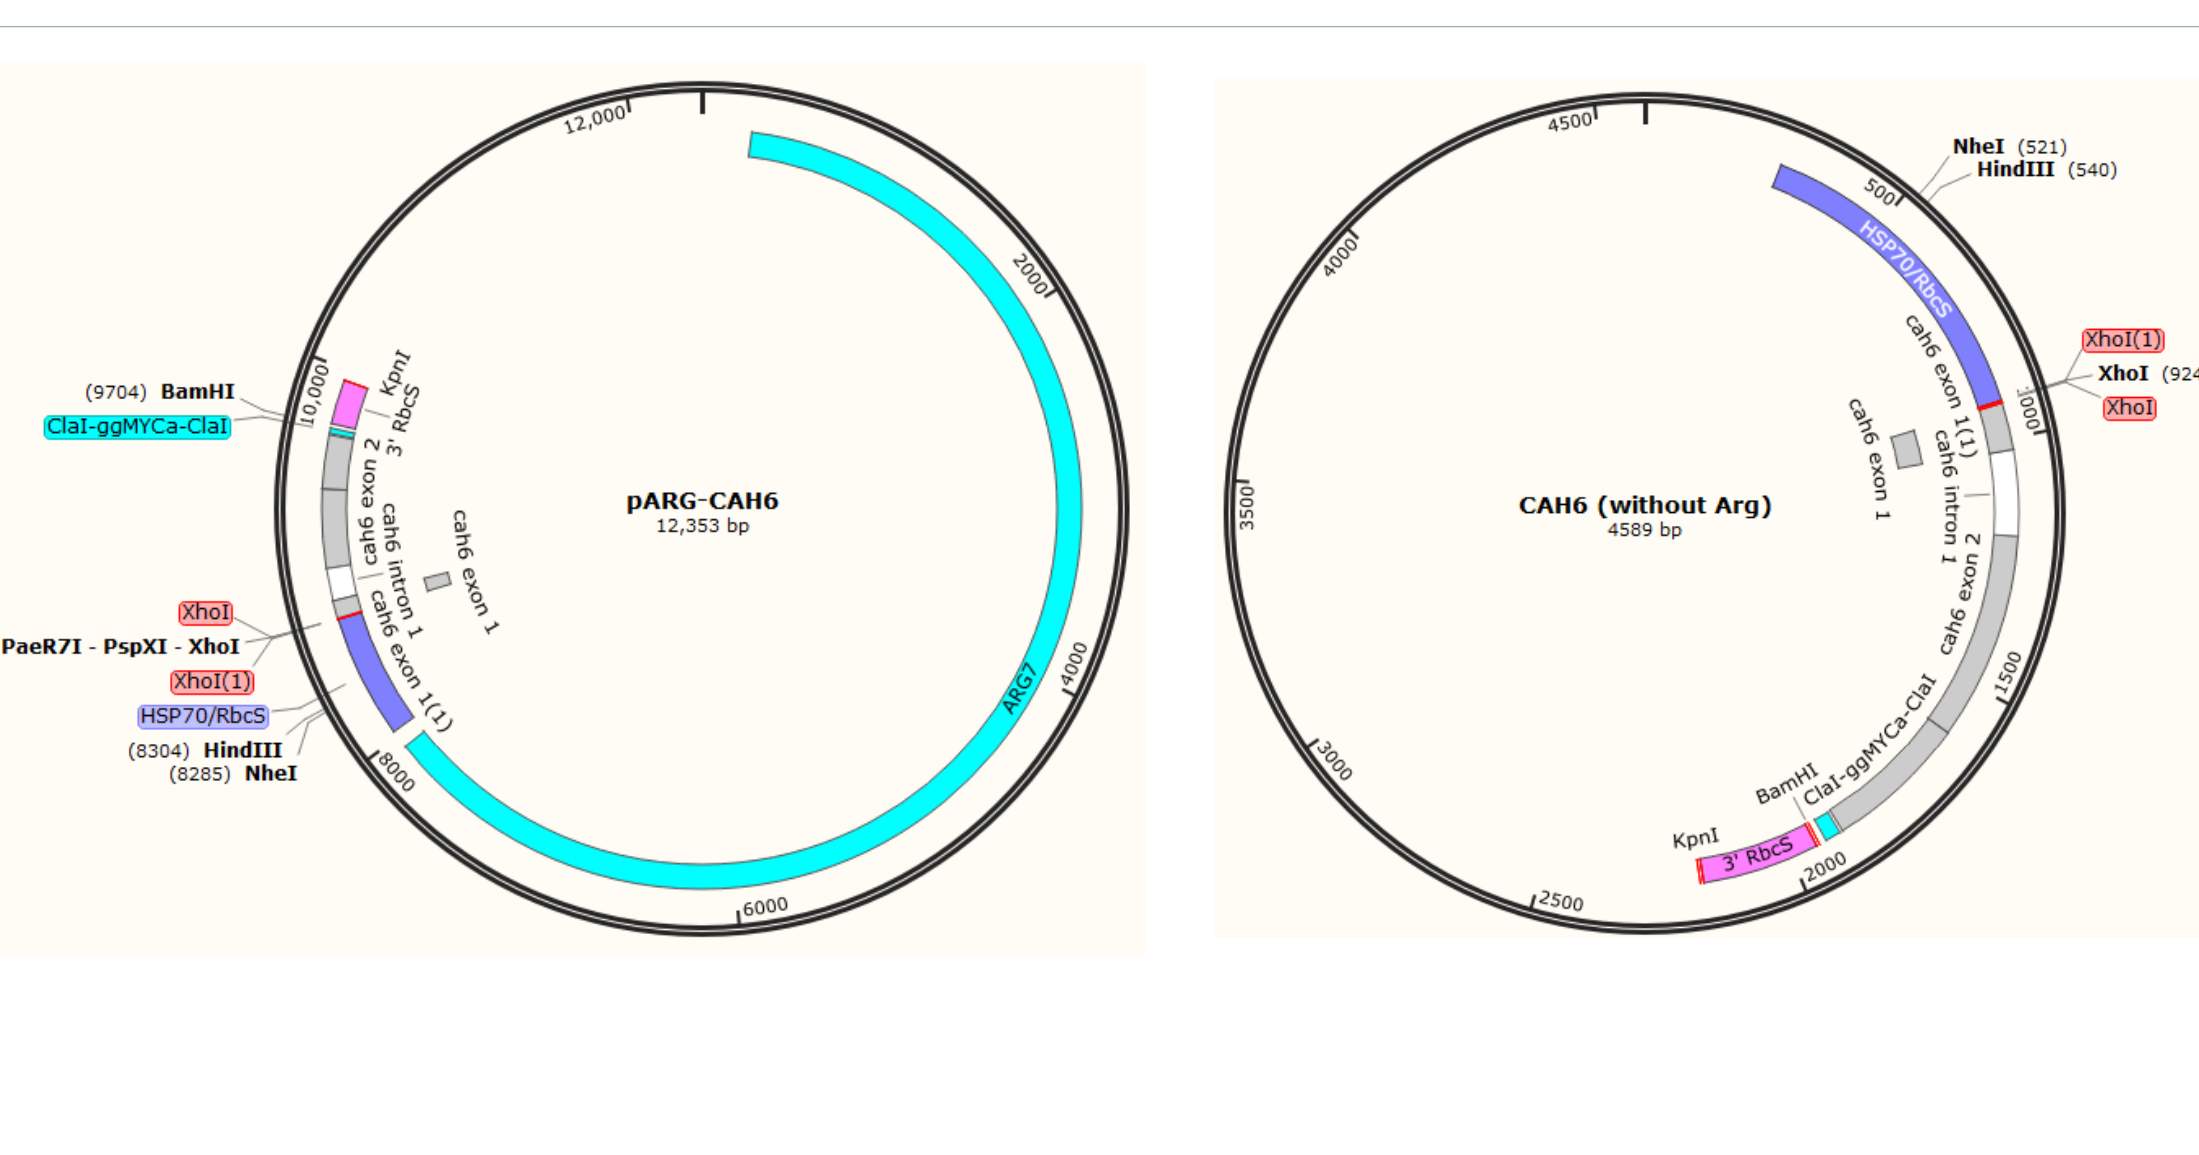 12,000
2000
4000
6000
8000
10,000
ARG7
pARG-CAH6
12,353 bp
KpnI
3' RbcS
(9704) BamHI
ClaI-ggMYCa-ClaI
cah6 exon 2
cah6 intron 1
cah6 exon 1
cah6 exon 1(1)
XhoI
PaeR7I - PspXI - XhoI
XhoI(1)
HSP70/RbcS
(8304) HindIII
(8285) NheI
4500
500
1000
1500
2000
2500
3000
3500
4000
NheI (521)
HindIII (540)
HSP70/RbcS
XhoI(1)
XhoI (924
XhoI
cah6 exon 1(1)
cah6 exon 1
cah6 intron 1
cah6 exon 2
CAH6 (without Arg)
4589 bp
ClaI-ggMYCa-ClaI
BamHI
KpnI
3' RbcS